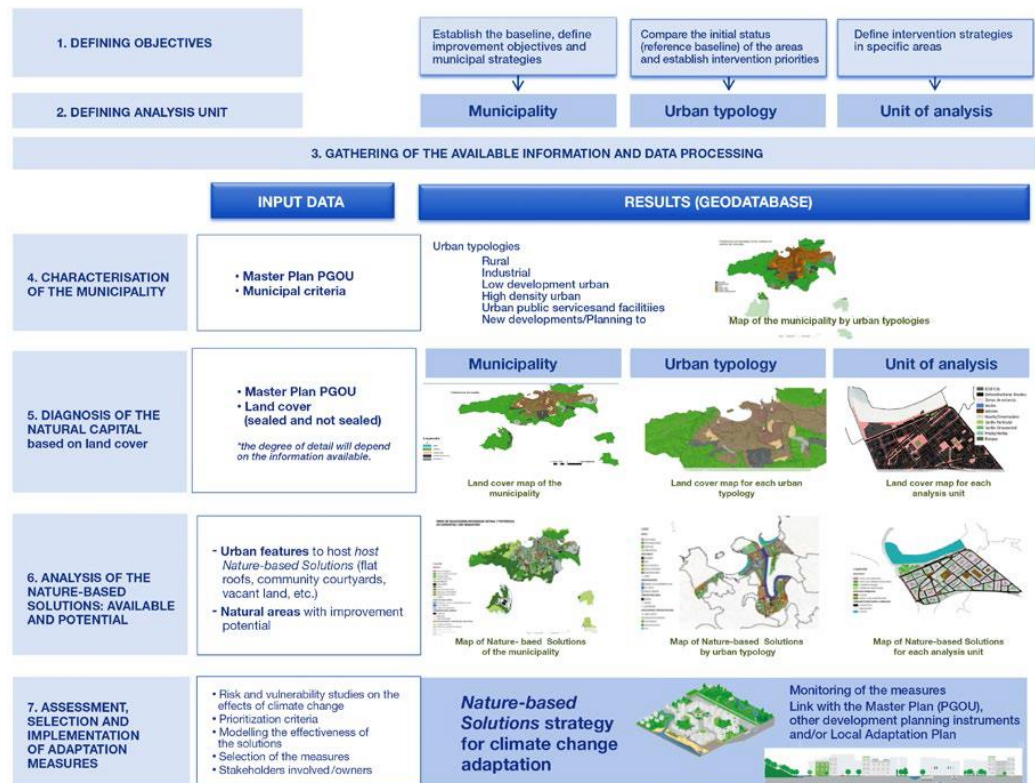 1. DEFINING OBJECTIVES
Establish the baseline, define
improvement objectives and
municipal strategies
Compare the initial status
(reference baseline) of the areas
and establish intervention priorities
Define intervention strategies
in specific areas
2. DEFINING ANALYSIS UNIT
Municipality
Urban typology
Unit of analysis
3. GATHERING OF THE AVAILABLE INFORMATION AND DATA PROCESSING
INPUT DATA
RESULTS (GEODATABASE)
4. CHARACTERISATION
OF THE MUNICIPALITY
• Master Plan PGOU
• Municipal criteria
Urban typologies
Rural
Industrial
Low development urban
High density urban
Urban public servicesand facilitiies
New developments/Planning to
Map of the municipality by urban typologies
5. DIAGNOSIS OF THE
NATURAL CAPITAL
based on land cover
• Master Plan PGOU
• Land cover
(sealed and not sealed)
*the degree of detail will depend
on the information available.
Municipality
Urban typology
Unit of analysis
Land cover map of the
municipality
Land cover map for each urban
typology
Land cover map for each
analysis unit
6. ANALYSIS OF THE
NATURE-BASED
SOLUTIONS: AVAILABLE
AND POTENTIAL
- Urban features to host host
Nature-based Solutions (flat
roofs, community courtyards,
vacant land, etc.)
- Natural areas with improvement
potential
Map of Nature- baed Solutions
of the municipality
Map of Nature-based Solutions
by urban typology
Map of Nature-based Solutions
for each analysis unit
7. ASSESSMENT,
SELECTION AND
IMPLEMENTATION
OF ADAPTATION
MEASURES
• Risk and vulnerability studies on the
effects of climate change
• Prioritization criteria
• Modelling the effectiveness of
the solutions
• Selection of the measures
• Stakeholders involved/owners
Nature-based
Solutions strategy
for climate change
adaptation
Monitoring of the measures
Link with the Master Plan (PGOU),
other development planning instruments
and/or Local Adaptation Plan